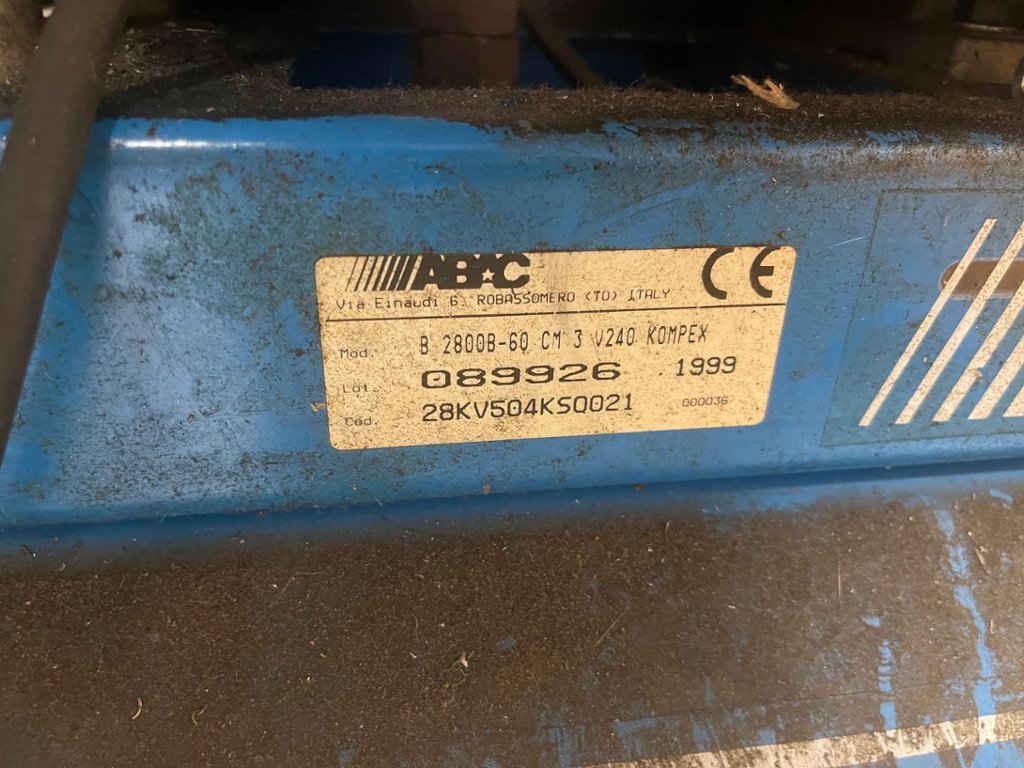 ABAC CE
Via Einaudi 6 ROBASSOMERO (TO) ITALY
Mod. B 2800B-60 CM 3 V240 KOMPEX
Lot. 089926 1999
Cod. 28KV504KS0021 000036